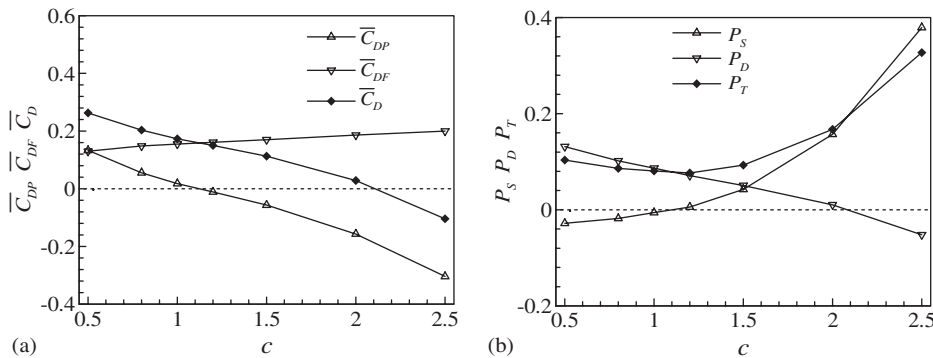 0.6
0.4
0.2
0
-0.2
-0.4
C̅_DP C̅_DF C̅_D
C̅_DP
C̅_DF
C̅_D
0.5 1 1.5 2 2.5
(a)
c
0.4
0.2
0
-0.2
P_S P_D P_T
P_S
P_D
P_T
0.5 1 1.5 2 2.5
(b)
c